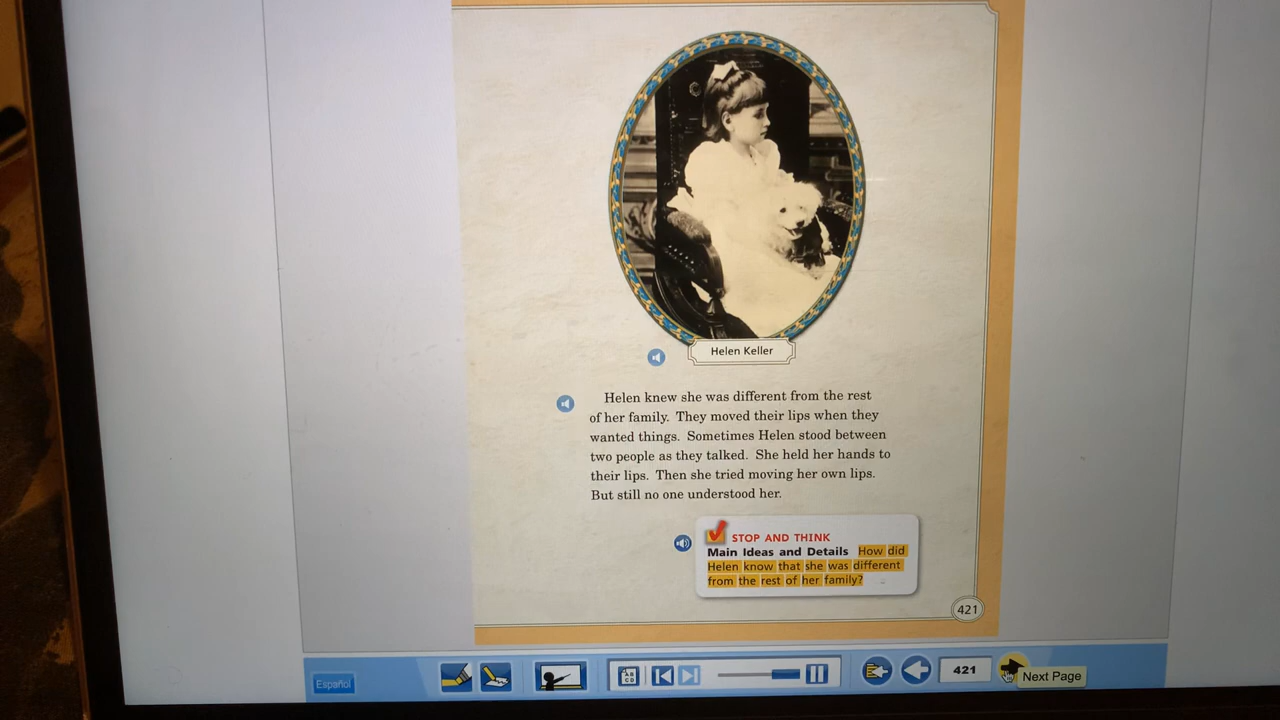 Helen Keller
Helen knew she was different from the rest
of her family. They moved their lips when they
wanted things. Sometimes Helen stood between
two people as they talked. She held her hands to
their lips. Then she tried moving her own lips.
But still no one understood her.
STOP AND THINK
Main Ideas and Details How did
Helen know that she was different
from the rest of her family?
421
Español
AB
CD
421
Next Page